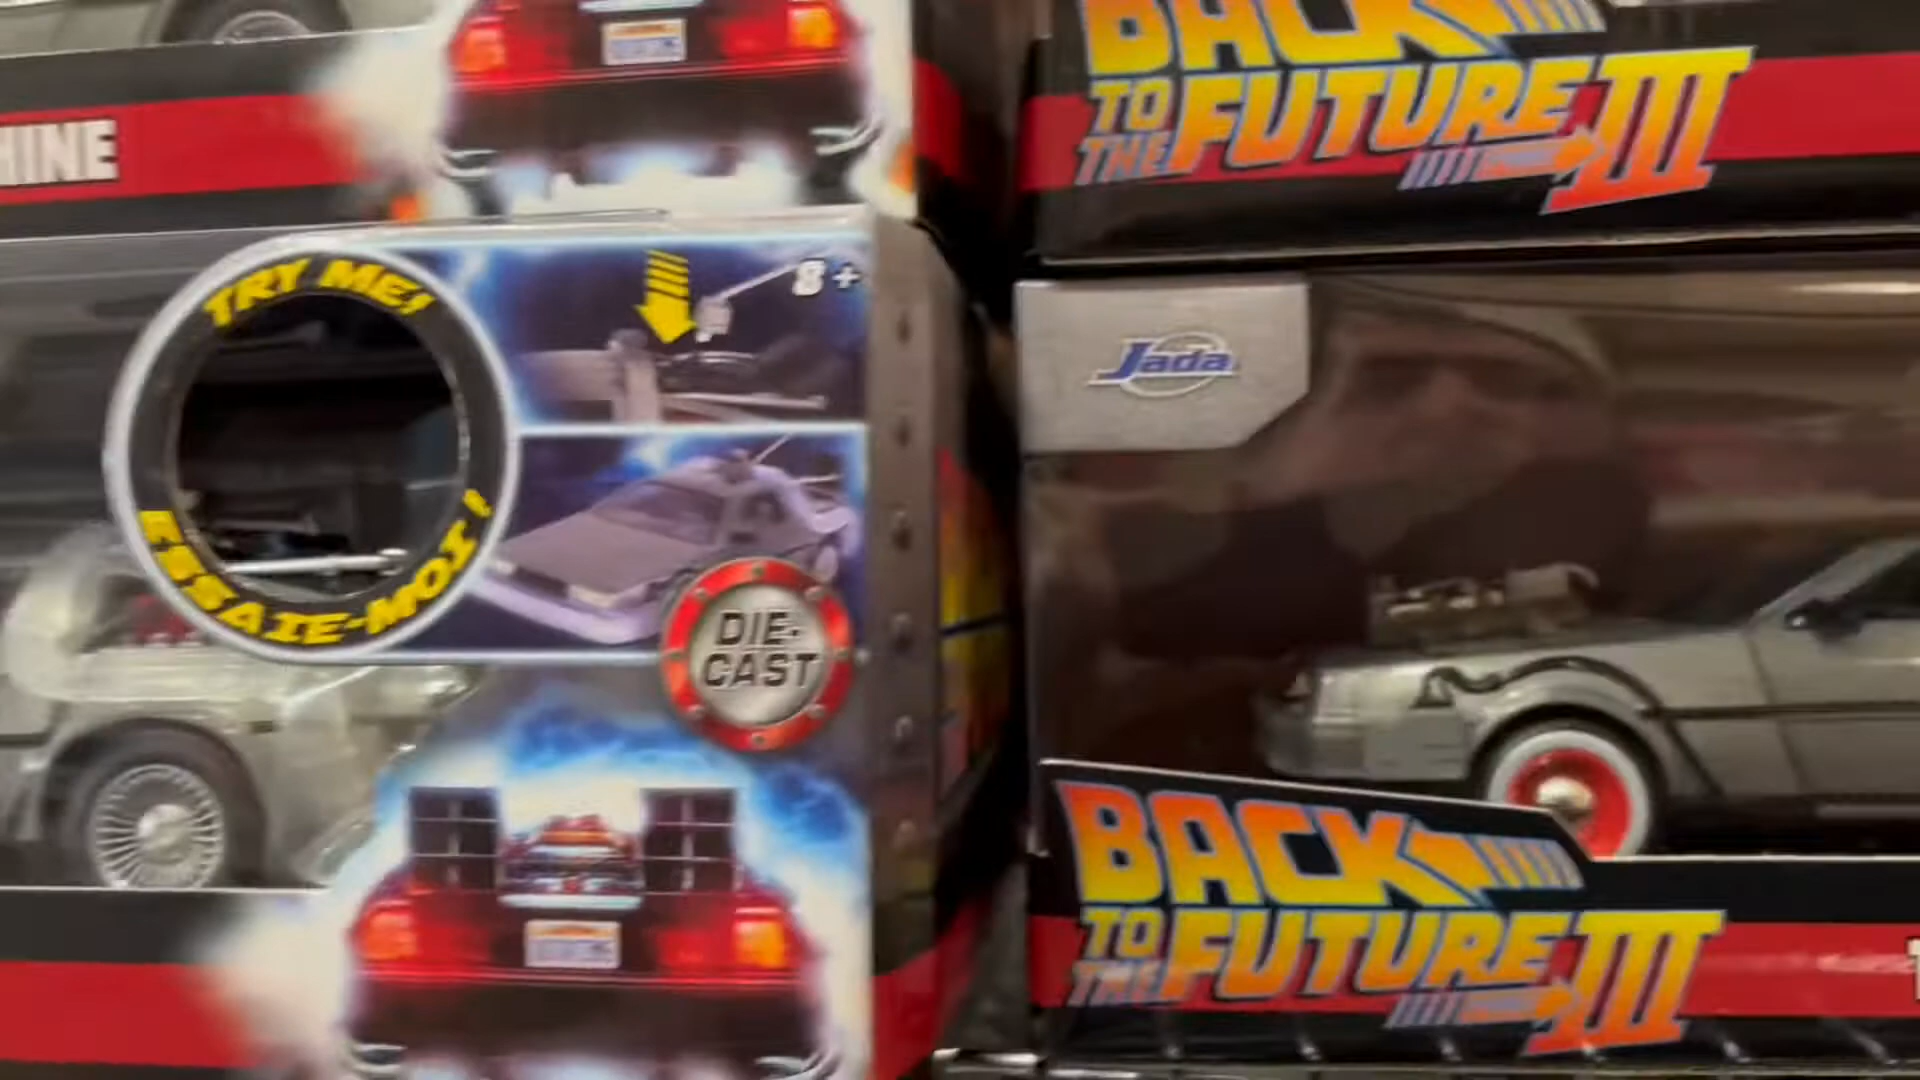 HINE
BACK
TO
THE FUTURE III
TRY ME!
ESSAIE-MOI!
8+
DIE-
CAST
Jada
BACK
TO
THE FUTURE III